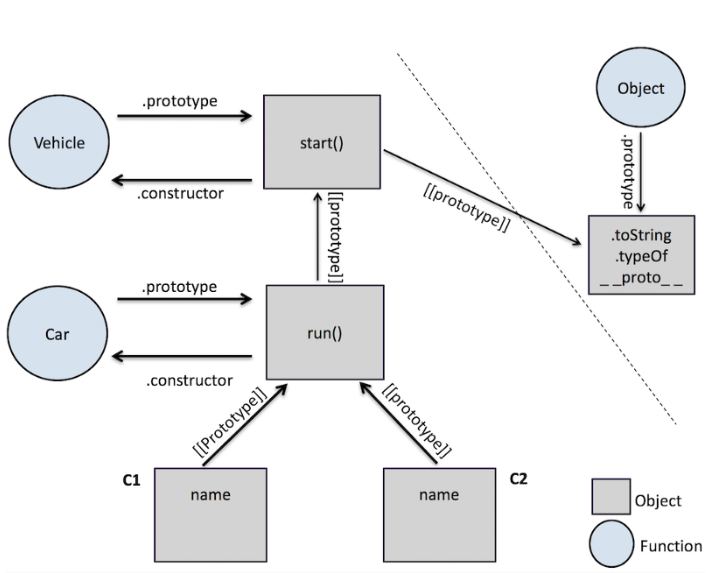 .prototype
Object
Vehicle
start()
.prototype
.constructor
[[prototype]]
[[prototype]]
.toString
.typeOf
_ _proto_ _
.prototype
Car
run()
.constructor
[[Prototype]]
[[prototype]]
C1
name
name
C2
Object
Function